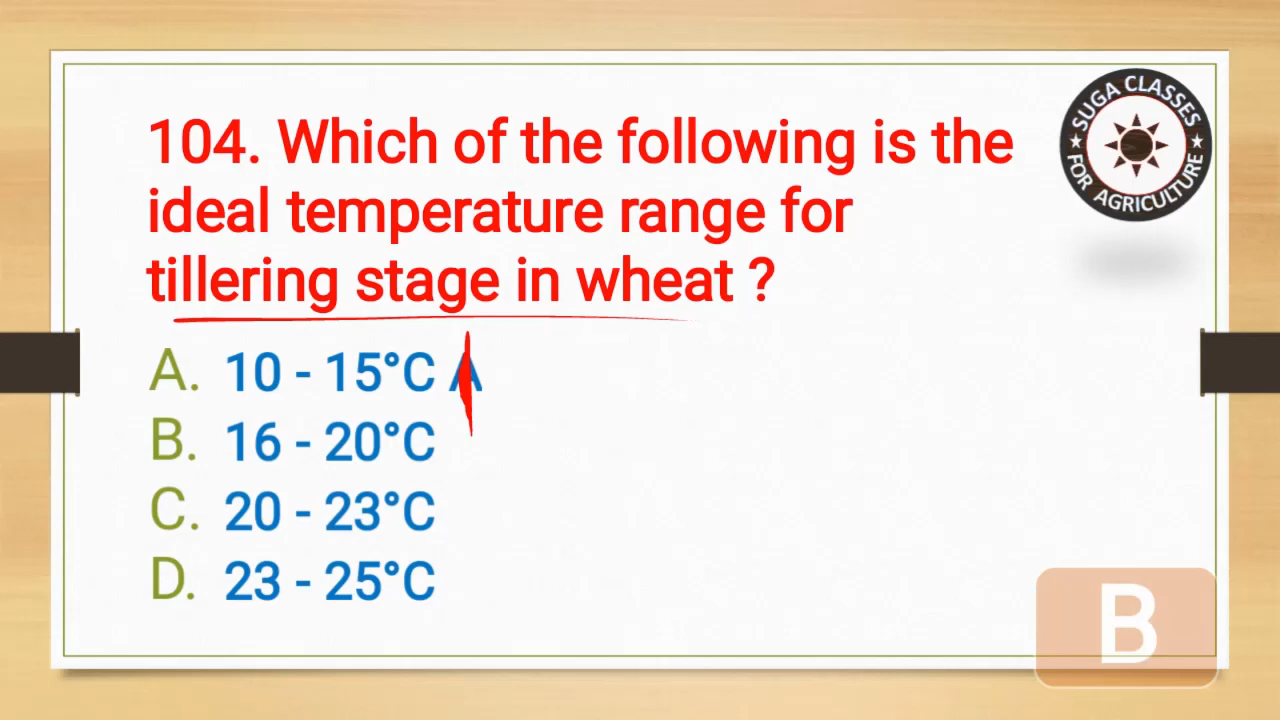 104. Which of the following is the
ideal temperature range for
tillering stage in wheat ?
A. 10 - 15°C A
B. 16 - 20°C
C. 20 - 23°C
D. 23 - 25°C
SUGA CLASSES
FOR AGRICULTURE
B